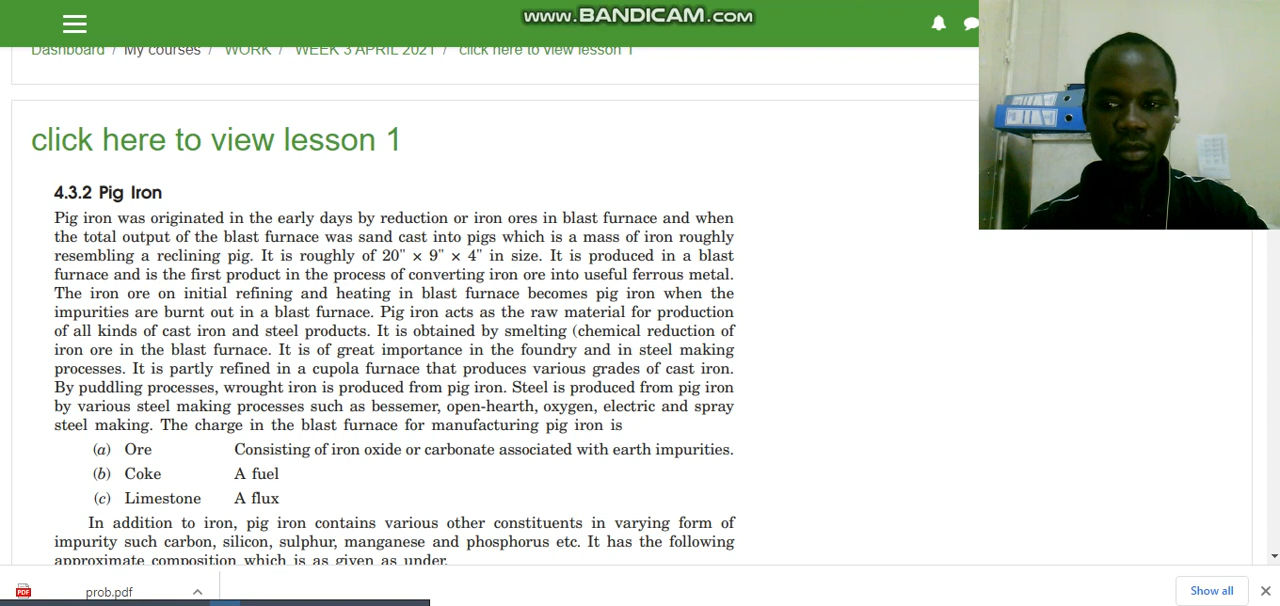 www.BANDICAM.com
Dashboard / My courses / WORK / WEEK 3 APRIL 2021 / click here to view lesson 1
click here to view lesson 1
4.3.2 Pig Iron
Pig iron was originated in the early days by reduction or iron ores in blast furnace and when
the total output of the blast furnace was sand cast into pigs which is a mass of iron roughly
resembling a reclining pig. It is roughly of 20" × 9" × 4" in size. It is produced in a blast
furnace and is the first product in the process of converting iron ore into useful ferrous metal.
The iron ore on initial refining and heating in blast furnace becomes pig iron when the
impurities are burnt out in a blast furnace. Pig iron acts as the raw material for production
of all kinds of cast iron and steel products. It is obtained by smelting (chemical reduction of
iron ore in the blast furnace. It is of great importance in the foundry and in steel making
processes. It is partly refined in a cupola furnace that produces various grades of cast iron.
By puddling processes, wrought iron is produced from pig iron. Steel is produced from pig iron
by various steel making processes such as bessemer, open-hearth, oxygen, electric and spray
steel making. The charge in the blast furnace for manufacturing pig iron is
(a) Ore Consisting of iron oxide or carbonate associated with earth impurities.
(b) Coke A fuel
(c) Limestone A flux
In addition to iron, pig iron contains various other constituents in varying form of
impurity such carbon, silicon, sulphur, manganese and phosphorus etc. It has the following
approximate composition which is as given as under.
PDF prob.pdf
Show all